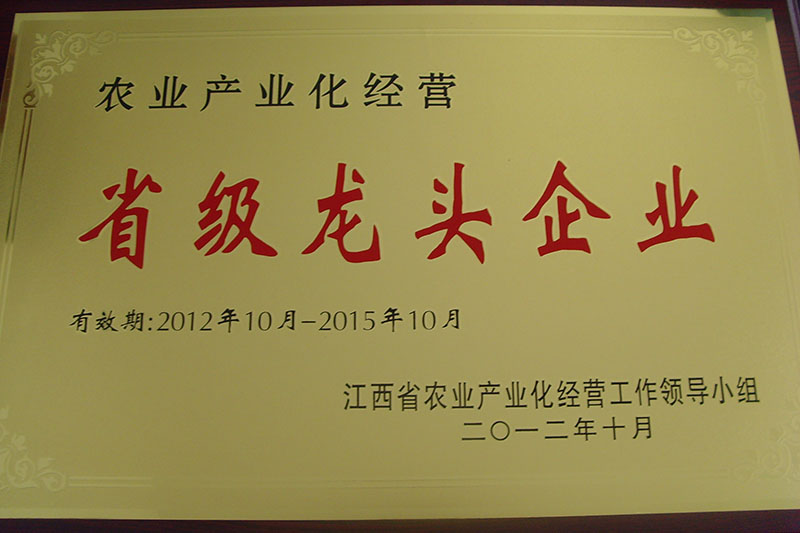 农业产业化经营
省级龙头企业
有效期:2012年10月-2015年10月
江西省农业产业化经营工作领导小组
二〇一二年十月